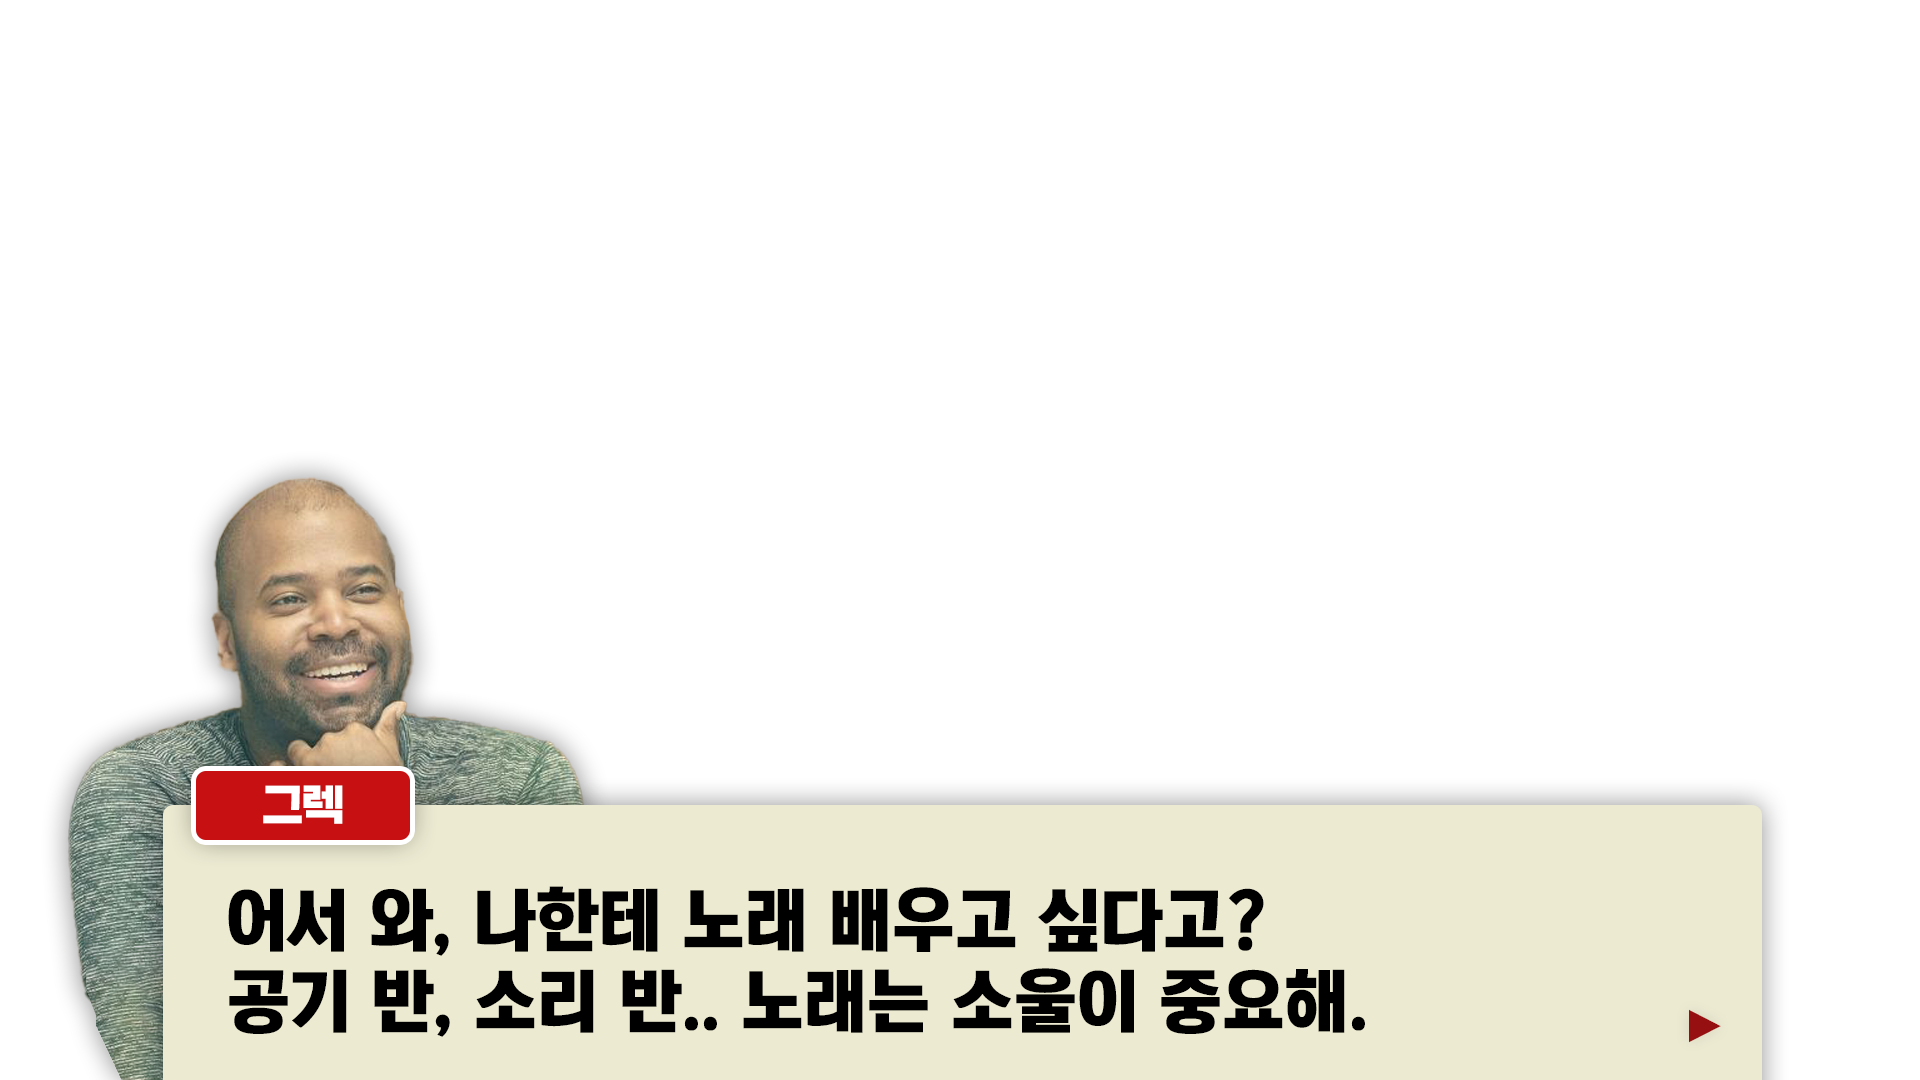 그렉
어서 와, 나한테 노래 배우고 싶다고?
공기 반, 소리 반.. 노래는 소울이 중요해.